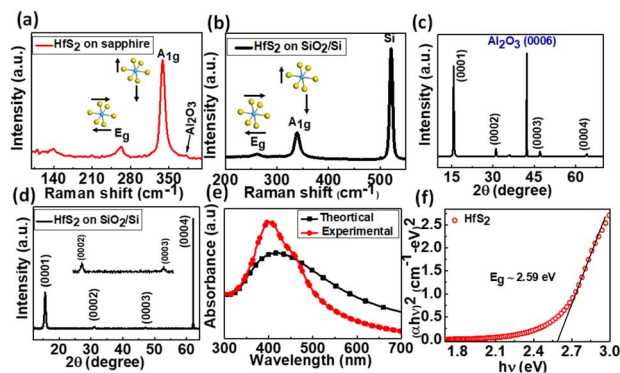 (a)
HfS2 on sapphire
A1g
Eg
Al2O3
Intensity (a.u.)
170 260 350
Raman shift (cm-1)
(b)
HfS2 on SiO2/Si
Si
A1g
Eg
Intensity (a.u.)
200 300 400 500
Raman shift (cm-1)
(c)
Al2O3 (0006)
(0001)
(0002)
(0003)
(0004)
Intensity (a.u.)
15 30 45 60
2θ (degree)
(d)
HfS2 on SiO2/Si
(0004)
(0002)
(0003)
(0001)
(0002)
(0003)
Intensity (a.u.)
20 30 40 50 60
2θ (degree)
(e)
Theortical
Experimental
Absorbance (a.u.)
300 400 500 600 700
Wavelength (nm)
(f)
HfS2
Eg ~ 2.59 eV
(αhυ)2 (cm-1-eV)2
2.5
2.0
1.5
1.0
0.5
0.0
1.8 2.1 2.4 2.7 3.0
hν (eV)